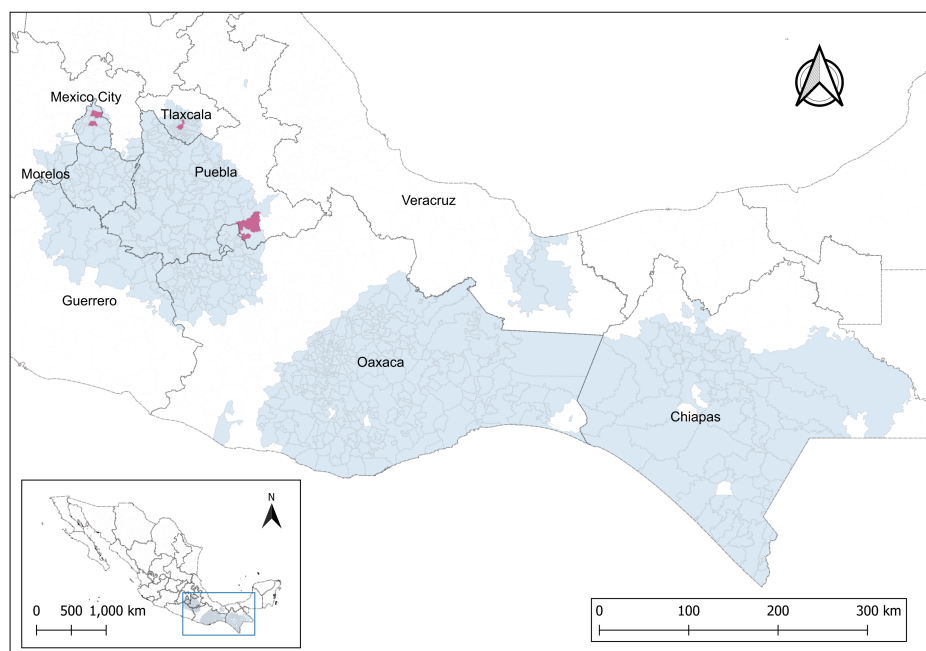 Mexico City
Tlaxcala
Morelos
Puebla
Veracruz
Guerrero
Oaxaca
Chiapas
N
0 500 1,000 km
0 100 200 300 km